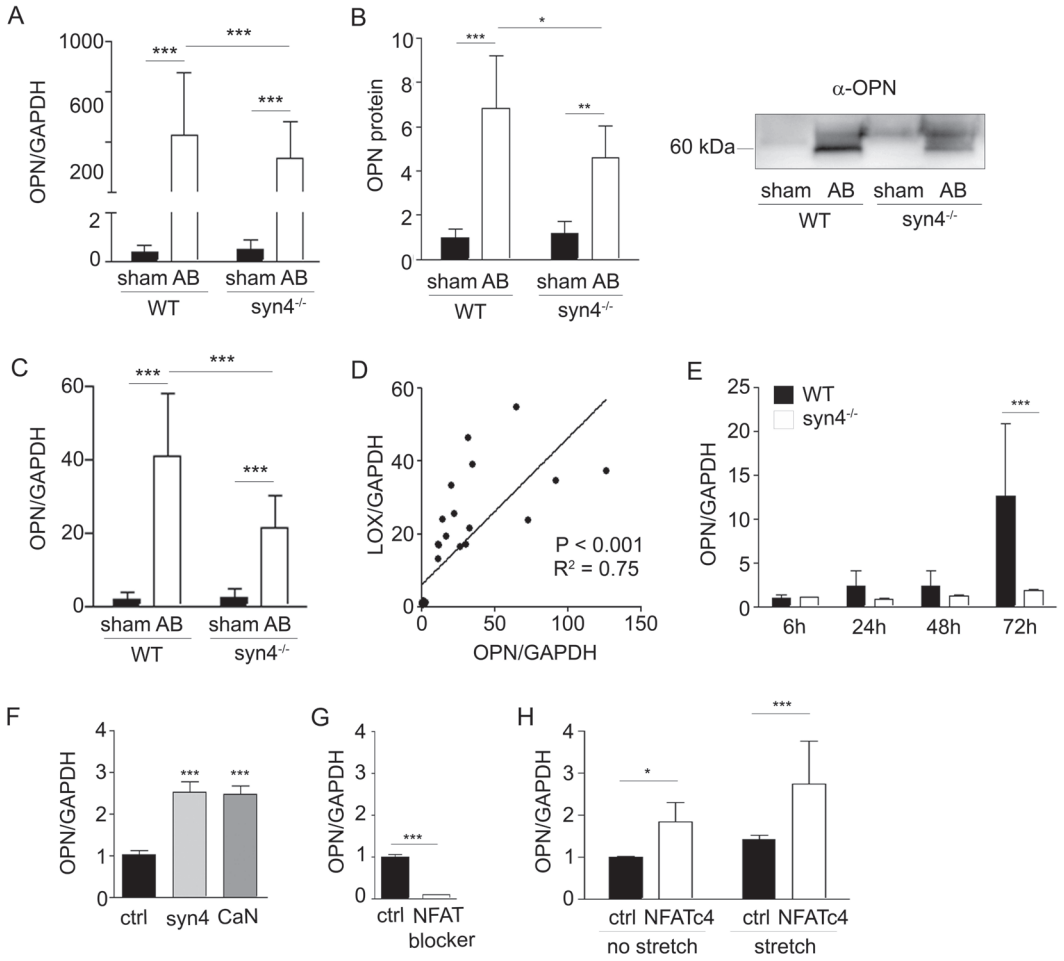 A
OPN/GAPDH
1000
600
200
2
0
***
***
***
sham AB
sham AB
WT
syn4-/-
B
OPN protein
10
8
6
4
2
0
***
*
**
sham AB
sham AB
WT
syn4-/-
α-OPN
60 kDa
sham AB sham AB
WT
syn4-/-
C
OPN/GAPDH
60
40
20
0
***
***
***
sham AB
sham AB
WT
syn4-/-
D
LOX/GAPDH
60
40
20
0
P < 0.001
R² = 0.75
0 50 100 150
OPN/GAPDH
E
OPN/GAPDH
25
20
15
10
5
0
WT
syn4-/-
***
6h 24h 48h 72h
F
OPN/GAPDH
4
3
2
1
0
*** ***
ctrl syn4 CaN
G
OPN/GAPDH
4
3
2
1
0
***
ctrl NFAT
blocker
H
OPN/GAPDH
4
3
2
1
0
*
***
ctrl NFATc4 ctrl NFATc4
no stretch stretch